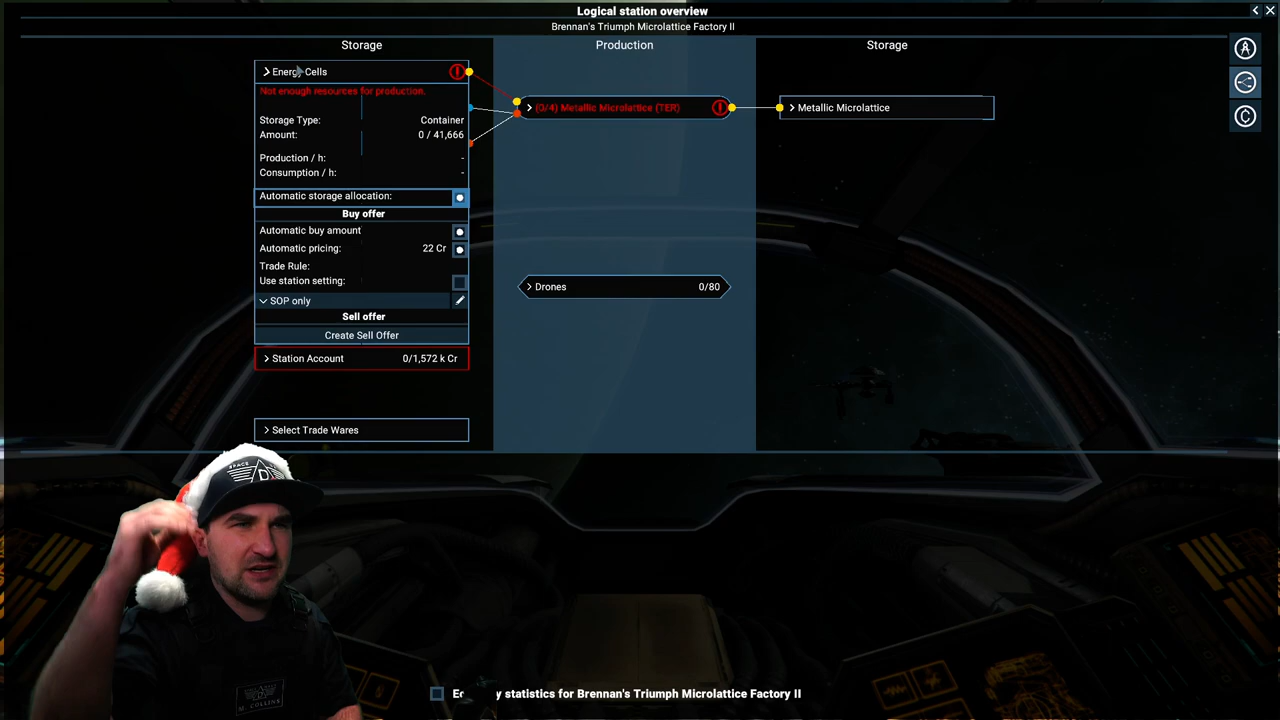 Logical station overview
Brennan's Triumph Microlattice Factory II
Storage
Production
Storage
Energy Cells
Not enough resources for production.
Storage Type: Container
Amount: 0 / 41,666
Production / h: -
Consumption / h: -
Automatic storage allocation:
Buy offer
Automatic buy amount
Automatic pricing: 22 Cr
Trade Rule:
Use station setting:
SOP only
Sell offer
Create Sell Offer
Station Account 0/1,572 k Cr
Select Trade Wares
(0/4) Metallic Microlattice (TER)
Drones 0/80
Metallic Microlattice
SPACE
M. COLLINS
statistics for Brennan's Triumph Microlattice Factory II